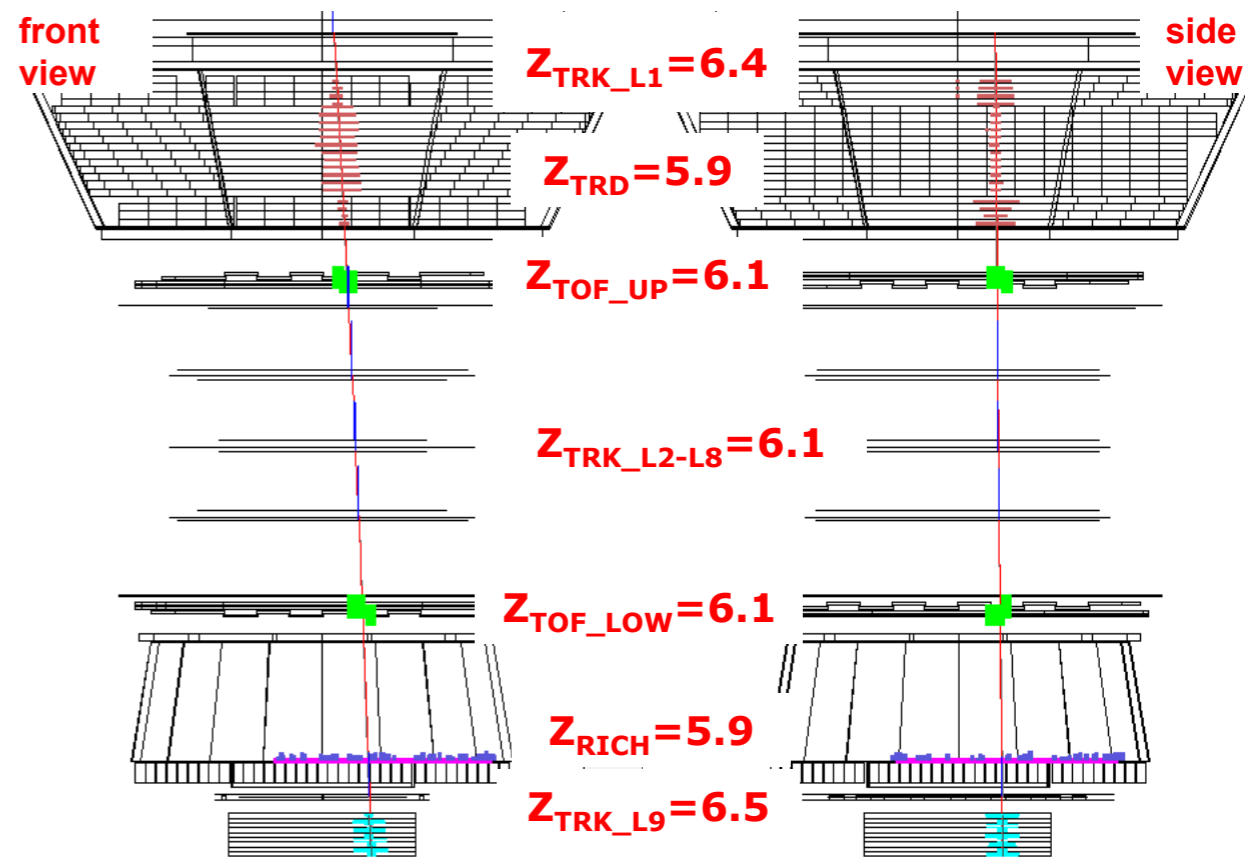 front
view
side
view
Z_TRK_L1=6.4
Z_TRD=5.9
Z_TOF_UP=6.1
Z_TRK_L2-L8=6.1
Z_TOF_LOW=6.1
Z_RICH=5.9
Z_TRK_L9=6.5